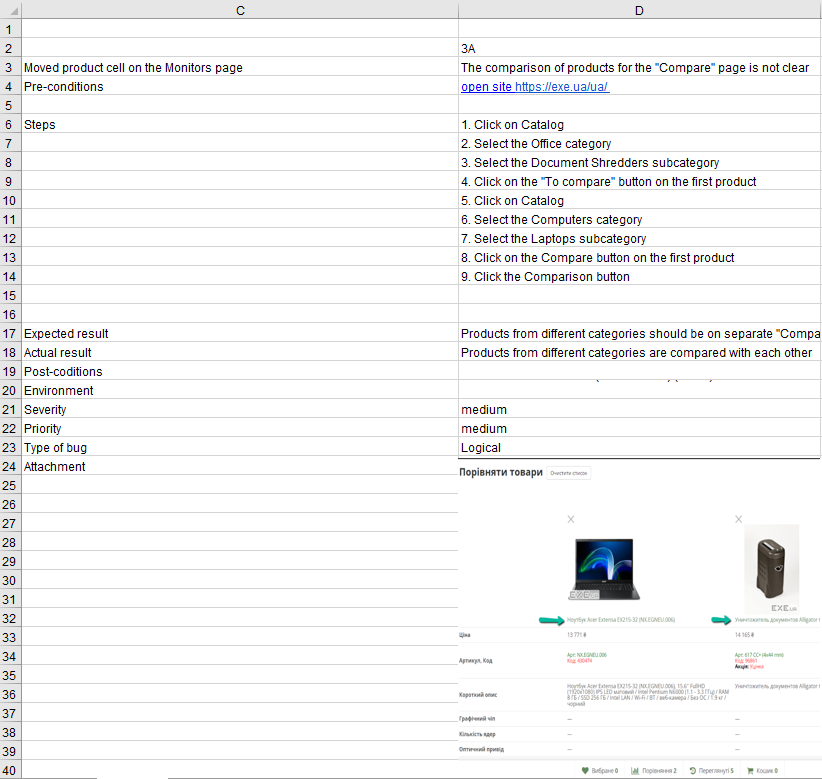 C D
1
2 3A
3 Moved product cell on the Monitors page The comparison of products for the "Compare" page is not clear
4 Pre-conditions open site https://exe.ua/ua/
5
6 Steps 1. Click on Catalog
7 2. Select the Office category
8 3. Select the Document Shredders subcategory
9 4. Click on the "To compare" button on the first product
10 5. Click on Catalog
11 6. Select the Computers category
12 7. Select the Laptops subcategory
13 8. Click on the Compare button on the first product
14 9. Click the Comparison button
15
16
17 Expected result Products from different categories should be on separate "Compa
18 Actual result Products from different categories are compared with each other
19 Post-coditions
20 Environment
21 Severity medium
22 Priority medium
23 Type of bug Logical
24 Attachment
25 Порівняти товари Очистити список
26
27 X X
28
29
30
31 EXE.UA EXE.UA
32 Ноутбук Acer Extensa EX215-32 (NX.EGNEU.006) Уничтожитель документов Alligator
33 Ціна 13 771 ₴ 14 165 ₴
34 Артикул, Код Арт: NX.EGNEU.006 Арт: 617 CC+ (4x44 mm)
Код: 430474 Код: 96861
Акція: Уцінка
35
36 Короткий опис Ноутбук Acer Extensa EX215-32 (NX.EGNEU.006), 15.6" FullHD Уничтожитель документов Alligator
(1920x1080) IPS LED матовий / Intel Pentium N6000 (1.1 - 3.3 ГГц) / RAM
8 ГБ / SSD 256 ГБ / Intel LAN / Wi-Fi / BT / веб-камера / Без ОС / 1.9 кг /
чорний
37 Графічний чіп — —
38 Кількість ядер — —
39 Оптичний привід — —
40 Вибране 0 Порівняння 2 Переглянуті 5 Кошик 0